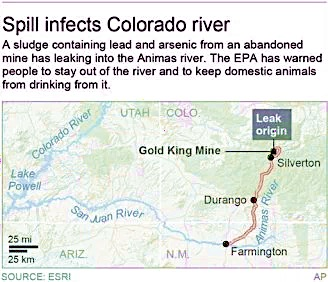 Spill infects Colorado river
A sludge containing lead and arsenic from an abandoned
mine has leaking into the Animas river. The EPA has warned
people to stay out of the river and to keep domestic animals
from drinking from it.
UTAH COLO.
Leak
origin
Colorado River
Gold King Mine
Silverton
Lake
Powell
Durango
Animas River
San Juan River
25 mi
25 km
ARIZ.
N.M.
Farmington
SOURCE: ESRI
AP